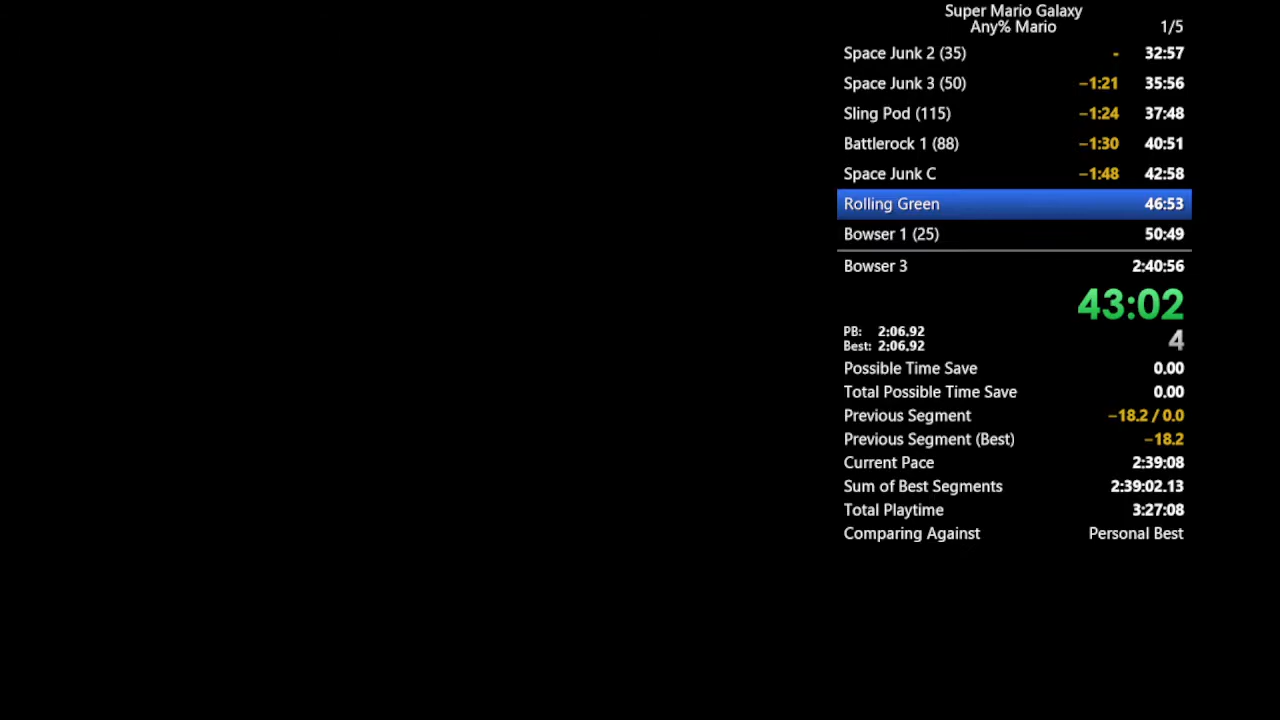 Super Mario Galaxy
Any% Mario 1/5
Space Junk 2 (35) - 32:57
Space Junk 3 (50) −1:21 35:56
Sling Pod (115) −1:24 37:48
Battlerock 1 (88) −1:30 40:51
Space Junk C −1:48 42:58
Rolling Green 46:53
Bowser 1 (25) 50:49
Bowser 3 2:40:56
43:02
PB: 2:06.92
Best: 2:06.92
4
Possible Time Save 0.00
Total Possible Time Save 0.00
Previous Segment −18.2 / 0.0
Previous Segment (Best) −18.2
Current Pace 2:39:08
Sum of Best Segments 2:39:02.13
Total Playtime 3:27:08
Comparing Against Personal Best